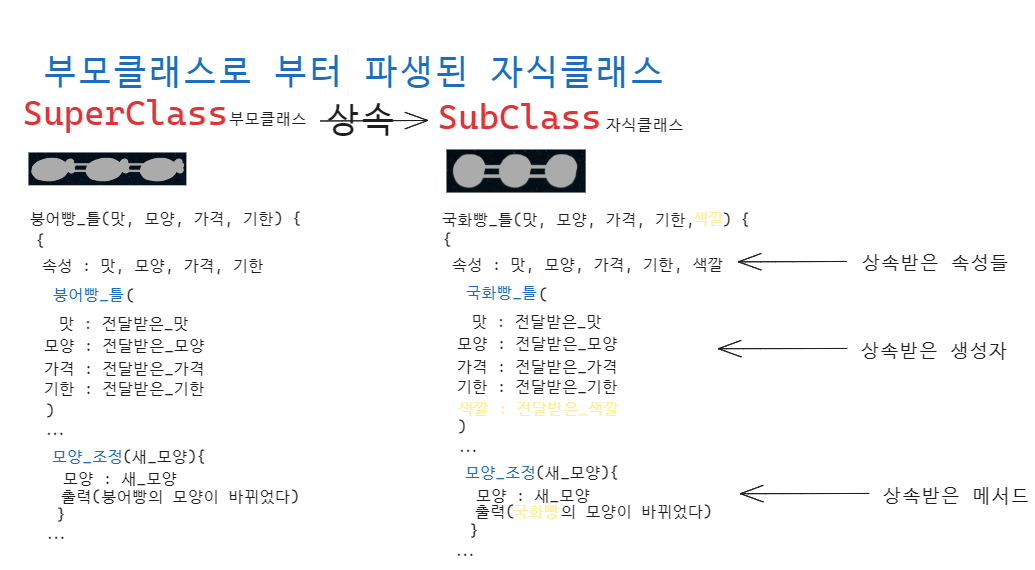 부모클래스로 부터 파생된 자식클래스
SuperClass 부모클래스 상속 SubClass 자식클래스
붕어빵_틀(맛, 모양, 가격, 기한) {
{
속성 : 맛, 모양, 가격, 기한
붕어빵_틀(
맛 : 전달받은_맛
모양 : 전달받은_모양
가격 : 전달받은_가격
기한 : 전달받은_기한
)
...
모양_조정(새_모양){
모양 : 새_모양
출력(붕어빵의 모양이 바뀌었다)
}
...
국화빵_틀(맛, 모양, 가격, 기한,색깔) {
{
속성 : 맛, 모양, 가격, 기한, 색깔
상속받은 속성들
국화빵_틀(
맛 : 전달받은_맛
모양 : 전달받은_모양
상속받은 생성자
가격 : 전달받은_가격
기한 : 전달받은_기한
색깔 : 전달받은_색깔
)
...
모양_조정(새_모양){
모양 : 새_모양
상속받은 메서드
출력(국화빵의 모양이 바뀌었다)
}
...